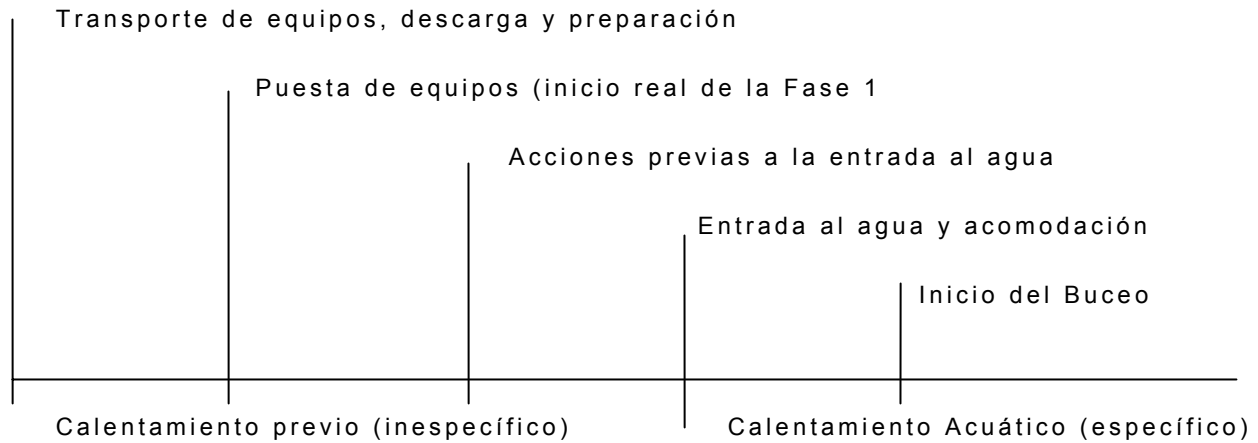 Transporte de equipos, descarga y preparación
Puesta de equipos (inicio real de la Fase 1
Acciones previas a la entrada al agua
Entrada al agua y acomodación
Inicio del Buceo
Calentamiento previo (inespecífico)
Calentamiento Acuático (específico)